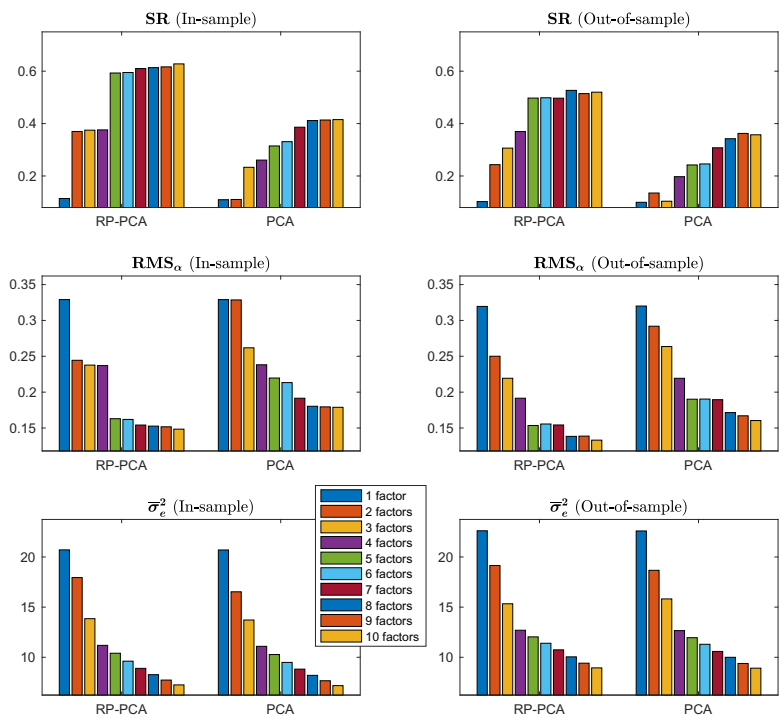 SR (In-sample)
0.6
0.4
0.2
RP-PCA PCA
SR (Out-of-sample)
0.6
0.4
0.2
RP-PCA PCA
RMSα (In-sample)
0.35
0.3
0.25
0.2
0.15
RP-PCA PCA
RMSα (Out-of-sample)
0.35
0.3
0.25
0.2
0.15
RP-PCA PCA
σ̅²ₑ (In-sample)
20
15
10
RP-PCA PCA
1 factor
2 factors
3 factors
4 factors
5 factors
6 factors
7 factors
8 factors
9 factors
10 factors
σ̅²ₑ (Out-of-sample)
20
15
10
RP-PCA PCA